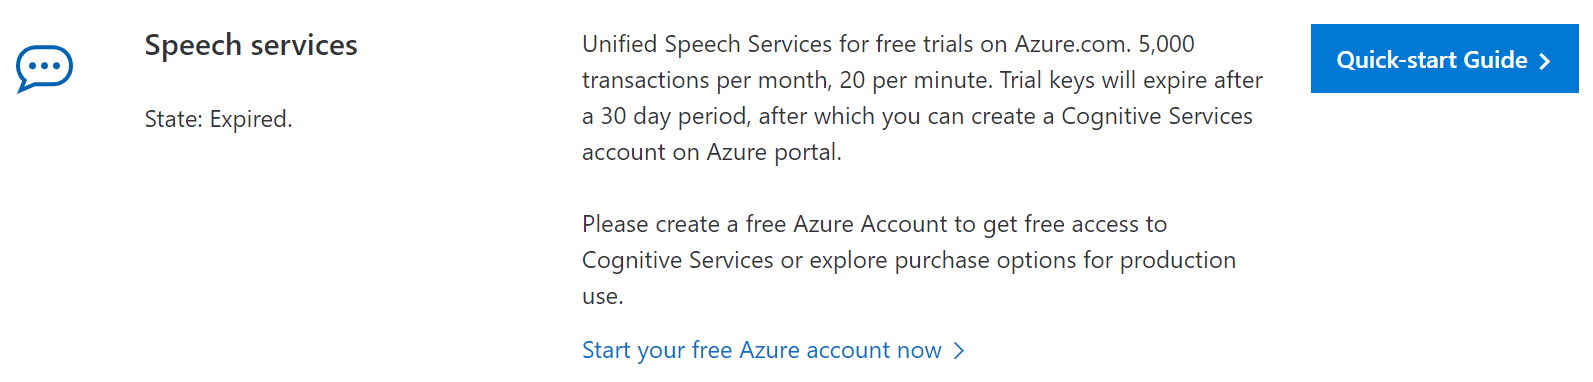 Speech services
State: Expired.
Unified Speech Services for free trials on Azure.com. 5,000
transactions per month, 20 per minute. Trial keys will expire after
a 30 day period, after which you can create a Cognitive Services
account on Azure portal.
Please create a free Azure Account to get free access to
Cognitive Services or explore purchase options for production
use.
Start your free Azure account now
Quick-start Guide